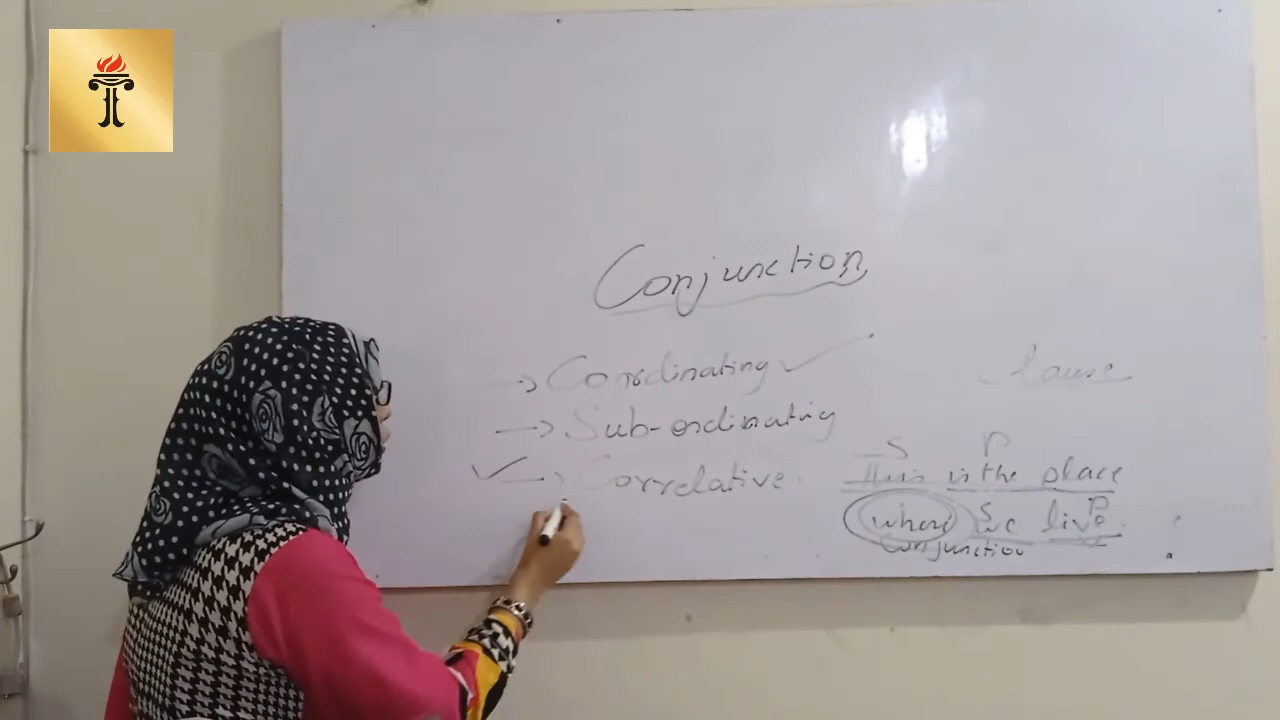 Conjunction
→ Coordinating ✓
→ Sub-ordinating
✓→ Correlative.
Clause
S P
This is the place
where we live.
S P
Conjunction